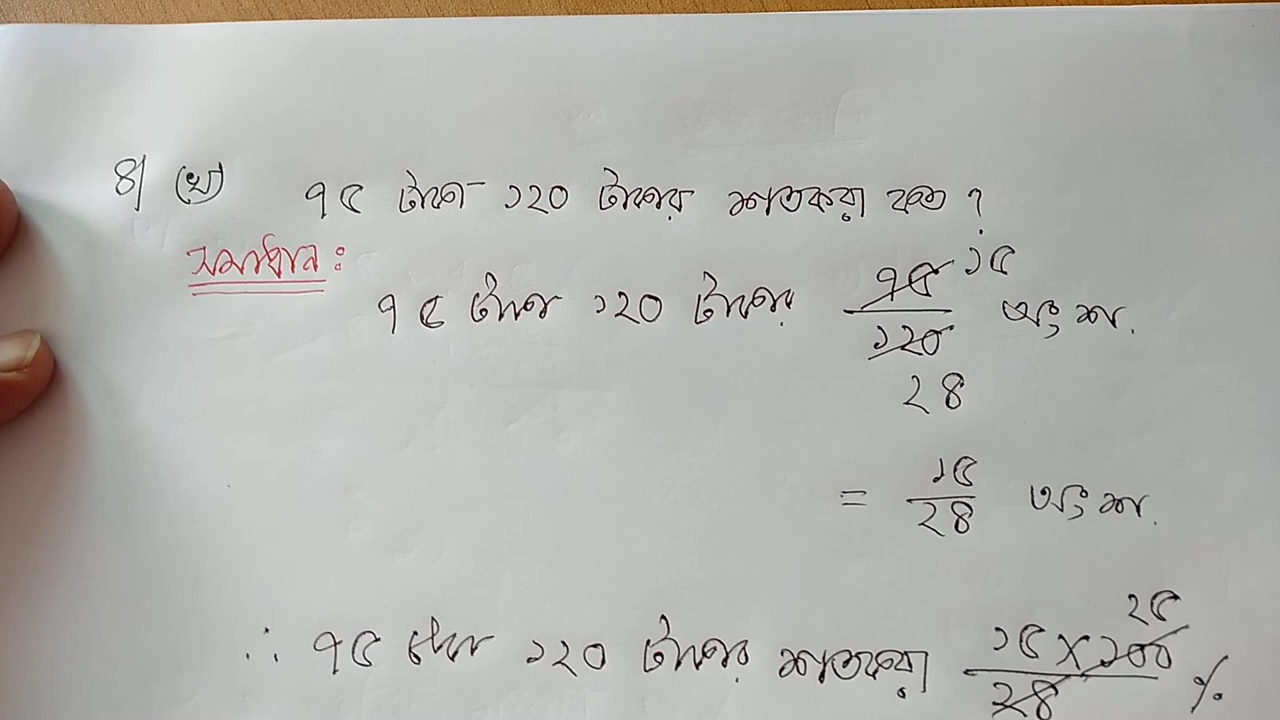 ৪। (খ) ৭৫ টাকা ১২০ টাকার শতকরা কত ?
সমাধান :
৭৫ টাকা ১২০ টাকার ৭৫/১২০ অংশ.
১৫
২৪
= ১৫/২৪ অংশ.
২৫
∴ ৭৫ টাকা ১২০ টাকার শতকরা ১৫ × ১০০/২৪ %